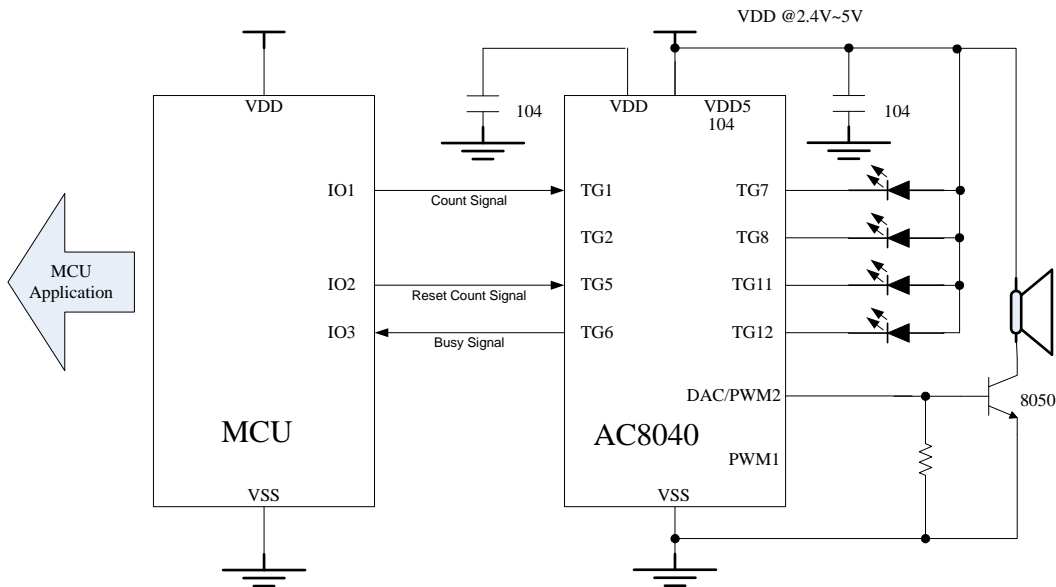 VDD @2.4V~5V
VDD
104
VDD
VDD5
104
104
IO1
Count Signal
TG1
TG7
TG2
TG8
MCU
Application
IO2
Reset Count Signal
TG5
TG11
IO3
Busy Signal
TG6
TG12
DAC/PWM2
8050
MCU
AC8040
PWM1
VSS
VSS